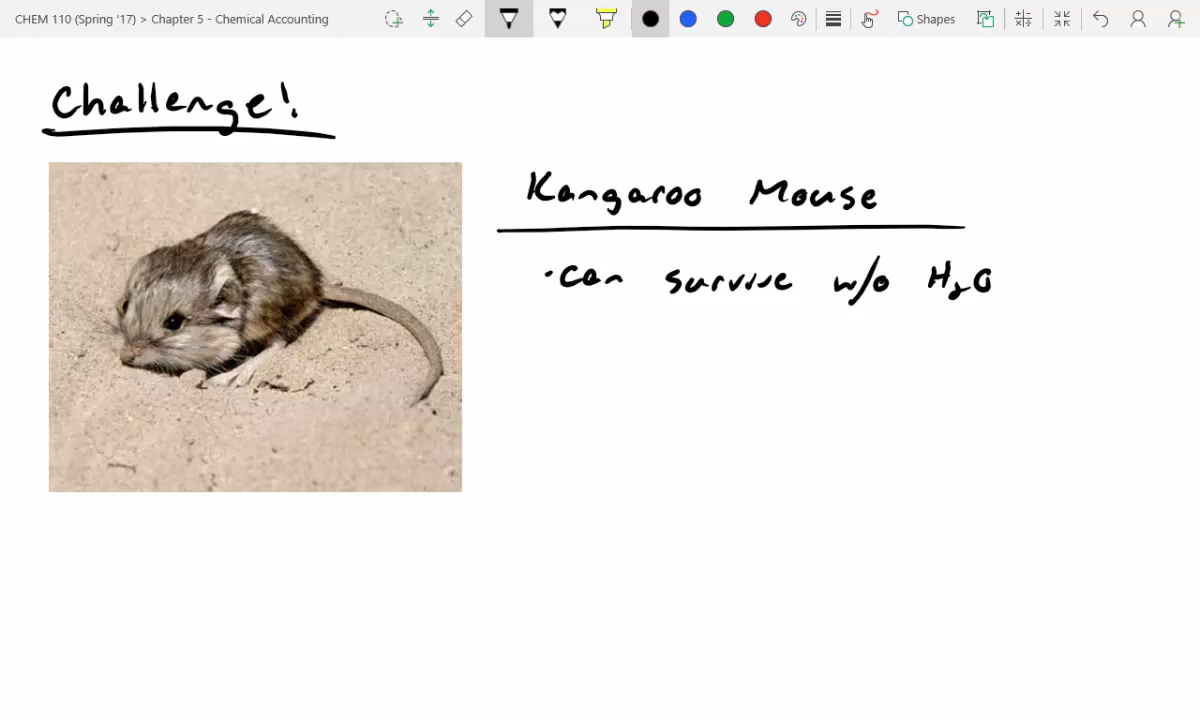 CHEM 110 (Spring '17) > Chapter 5 - Chemical Accounting
Shapes
Challenge!
Kangaroo Mouse
·can survive w/o H₂O